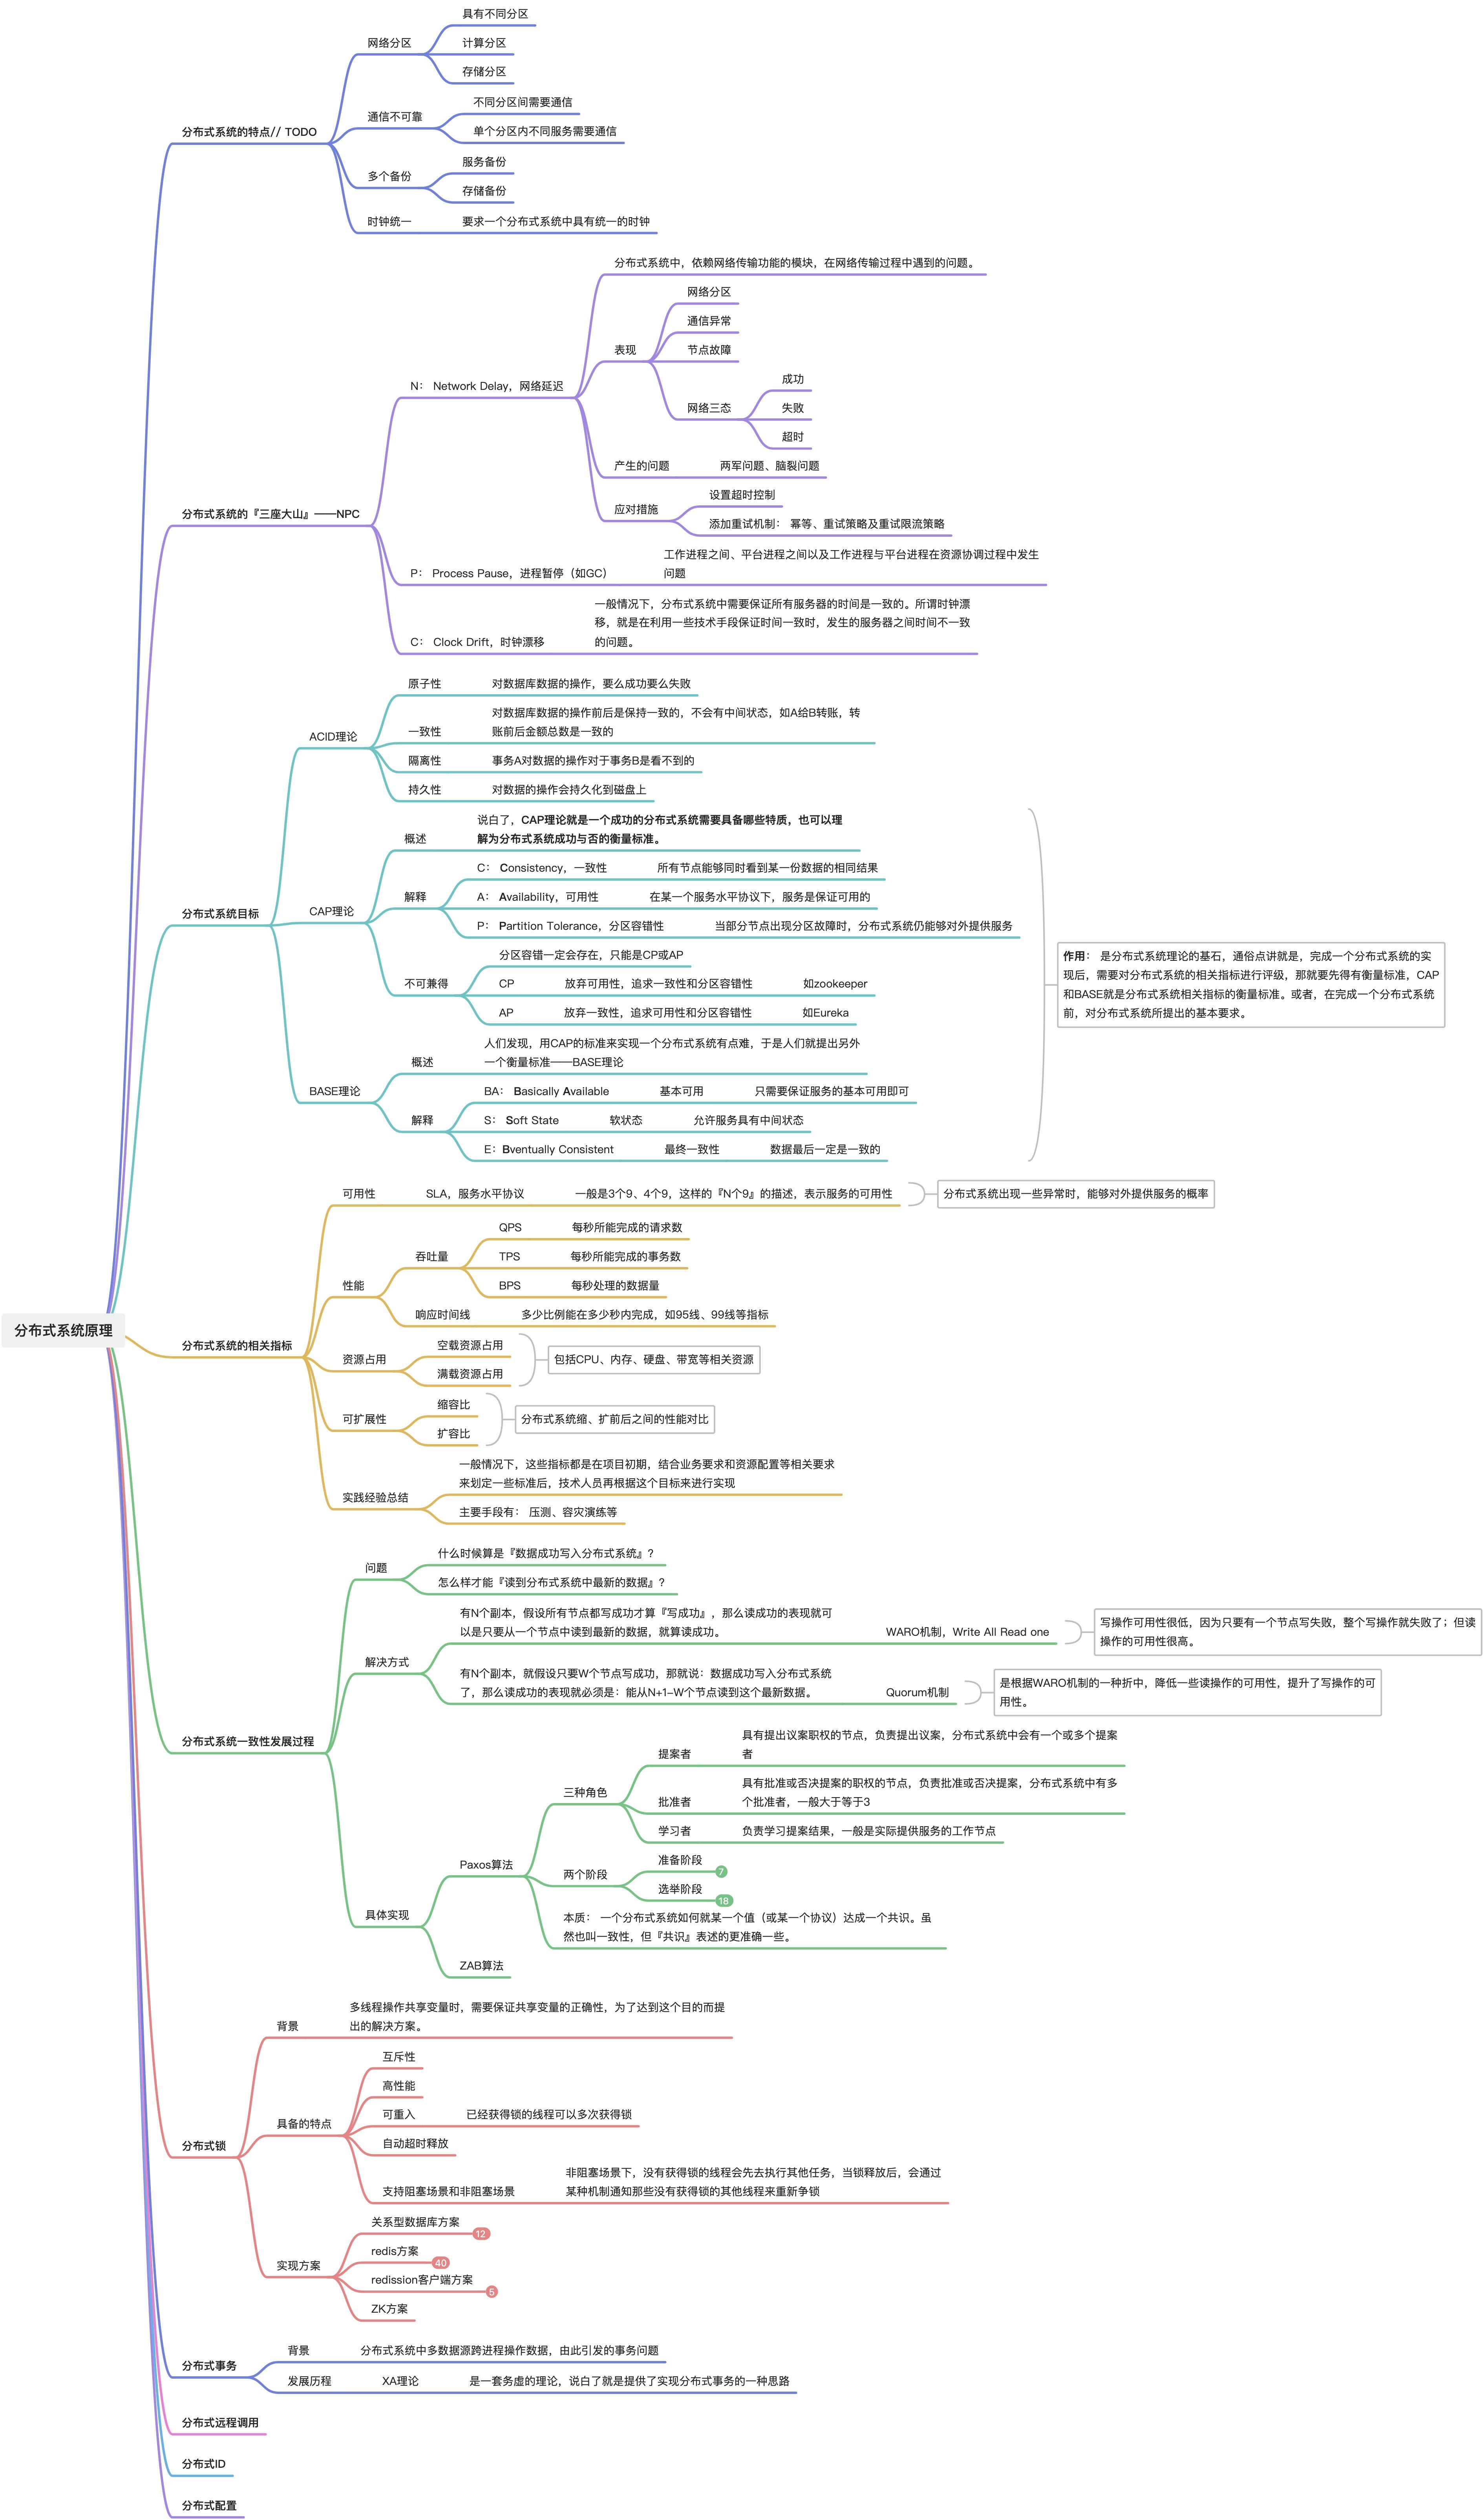 分布式系统原理
分布式系统的特点// TODO
网络分区
具有不同分区
计算分区
存储分区
通信不可靠
不同分区间需要通信
单个分区内不同服务需要通信
多个备份
服务备份
存储备份
时钟统一
要求一个分布式系统中具有统一的时钟
分布式系统的『三座大山』——NPC
N： Network Delay，网络延迟
分布式系统中，依赖网络传输功能的模块，在网络传输过程中遇到的问题。
表现
网络分区
通信异常
节点故障
网络三态
成功
失败
超时
产生的问题
两军问题、脑裂问题
应对措施
设置超时控制
添加重试机制： 幂等、重试策略及重试限流策略
P： Process Pause，进程暂停（如GC）
工作进程之间、平台进程之间以及工作进程与平台进程在资源协调过程中发生
问题
C： Clock Drift，时钟漂移
一般情况下，分布式系统中需要保证所有服务器的时间是一致的。所谓时钟漂
移，就是在利用一些技术手段保证时间一致时，发生的服务器之间时间不一致
的问题。
分布式系统目标
ACID理论
原子性
对数据库数据的操作，要么成功要么失败
一致性
对数据库数据的操作前后是保持一致的，不会有中间状态，如A给B转账，转
账前后金额总数是一致的
隔离性
事务A对数据的操作对于事务B是看不到的
持久性
对数据的操作会持久化到磁盘上
CAP理论
概述
说白了，CAP理论就是一个成功的分布式系统需要具备哪些特质，也可以理
解为分布式系统成功与否的衡量标准。
解释
C： Consistency，一致性
所有节点能够同时看到某一份数据的相同结果
A： Availability，可用性
在某一个服务水平协议下，服务是保证可用的
P： Partition Tolerance，分区容错性
当部分节点出现分区故障时，分布式系统仍能够对外提供服务
不可兼得
分区容错一定会存在，只能是CP或AP
CP
放弃可用性，追求一致性和分区容错性
如zookeeper
AP
放弃一致性，追求可用性和分区容错性
如Eureka
BASE理论
概述
人们发现，用CAP的标准来实现一个分布式系统有点难，于是人们就提出另外
一个衡量标准——BASE理论
解释
BA： Basically Available
基本可用
只需要保证服务的基本可用即可
S： Soft State
软状态
允许服务具有中间状态
E：Bventually Consistent
最终一致性
数据最后一定是一致的
作用： 是分布式系统理论的基石，通俗点讲就是，完成一个分布式系统的实
现后，需要对分布式系统的相关指标进行评级，那就要先得有衡量标准，CAP
和BASE就是分布式系统相关指标的衡量标准。或者，在完成一个分布式系统
前，对分布式系统所提出的基本要求。
分布式系统的相关指标
可用性
SLA，服务水平协议
一般是3个9、4个9，这样的『N个9』的描述，表示服务的可用性
分布式系统出现一些异常时，能够对外提供服务的概率
性能
吞吐量
QPS
每秒所能完成的请求数
TPS
每秒所能完成的事务数
BPS
每秒处理的数据量
响应时间线
多少比例能在多少秒内完成，如95线、99线等指标
资源占用
空载资源占用
满载资源占用
包括CPU、内存、硬盘、带宽等相关资源
可扩展性
缩容比
扩容比
分布式系统缩、扩前后之间的性能对比
实践经验总结
一般情况下，这些指标都是在项目初期，结合业务要求和资源配置等相关要求
来划定一些标准后，技术人员再根据这个目标来进行实现
主要手段有： 压测、容灾演练等
分布式系统一致性发展过程
问题
什么时候算是『数据成功写入分布式系统』？
怎么样才能『读到分布式系统中最新的数据』？
解决方式
有N个副本，假设所有节点都写成功才算『写成功』，那么读成功的表现就可
以是只要从一个节点中读到最新的数据，就算读成功。
WARO机制，Write All Read one
写操作可用性很低，因为只要有一个节点写失败，整个写操作就失败了；但读
操作的可用性很高。
有N个副本，就假设只要W个节点写成功，那就说：数据成功写入分布式系统
了，那么读成功的表现就必须是：能从N+1-W个节点读到这个最新数据。
Quorum机制
是根据WARO机制的一种折中，降低一些读操作的可用性，提升了写操作的可
用性。
具体实现
Paxos算法
三种角色
提案者
具有提出议案职权的节点，负责提出议案，分布式系统中会有一个或多个提案
者
批准者
具有批准或否决提案的职权的节点，负责批准或否决提案，分布式系统中有多
个批准者，一般大于等于3
学习者
负责学习提案结果，一般是实际提供服务的工作节点
两个阶段
准备阶段
7
选举阶段
18
本质： 一个分布式系统如何就某一个值（或某一个协议）达成一个共识。虽
然也叫一致性，但『共识』表述的更准确一些。
ZAB算法
分布式锁
背景
多线程操作共享变量时，需要保证共享变量的正确性，为了达到这个目的而提
出的解决方案。
具备的特点
互斥性
高性能
可重入
已经获得锁的线程可以多次获得锁
自动超时释放
支持阻塞场景和非阻塞场景
非阻塞场景下，没有获得锁的线程会先去执行其他任务，当锁释放后，会通过
某种机制通知那些没有获得锁的其他线程来重新争锁
实现方案
关系型数据库方案
12
redis方案
40
redission客户端方案
5
ZK方案
分布式事务
背景
分布式系统中多数据源跨进程操作数据，由此引发的事务问题
发展历程
XA理论
是一套务虚的理论，说白了就是提供了实现分布式事务的一种思路
分布式远程调用
分布式ID
分布式配置